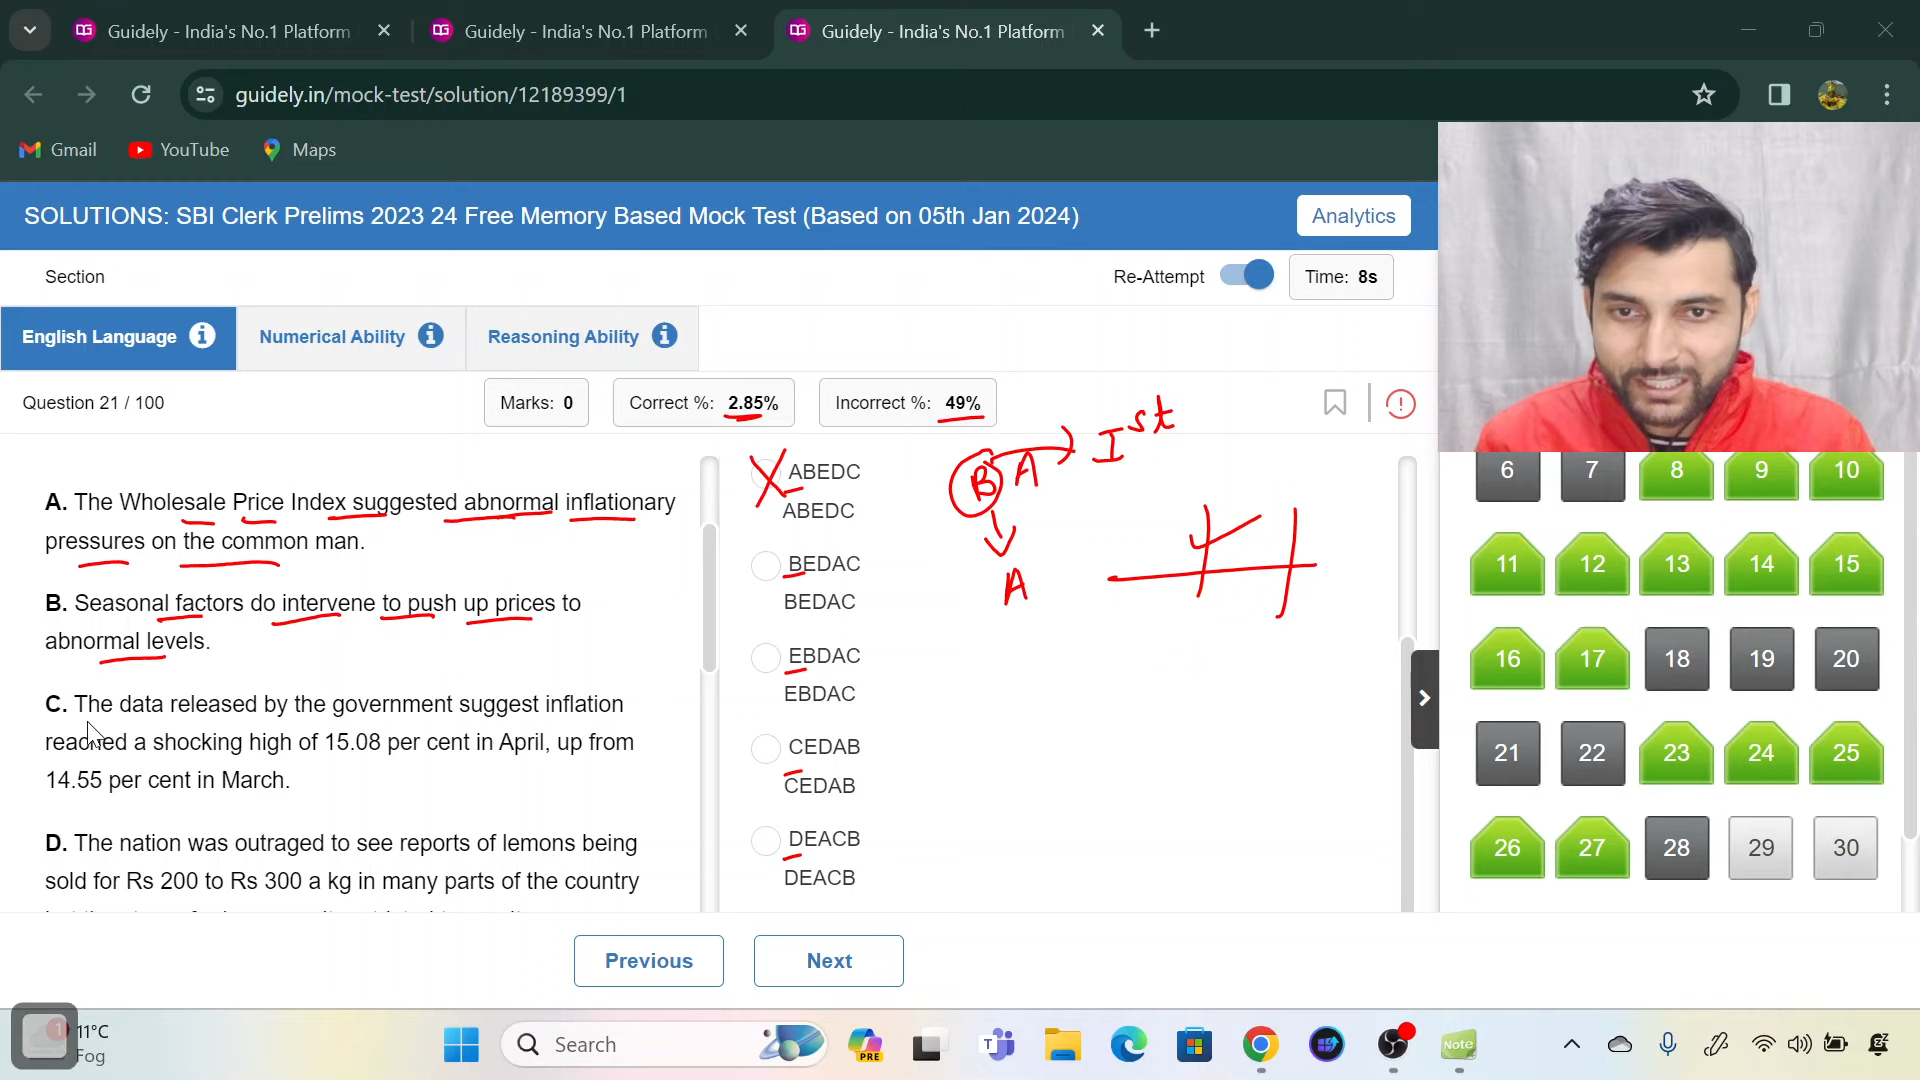 Guidely - India's No.1 Platform
Guidely - India's No.1 Platform
Guidely - India's No.1 Platform
guidely.in/mock-test/solution/12189399/1
Gmail
YouTube
Maps
SOLUTIONS: SBI Clerk Prelims 2023 24 Free Memory Based Mock Test (Based on 05th Jan 2024)
Analytics
Section
Re-Attempt
Time: 8s
English Language
Numerical Ability
Reasoning Ability
Question 21 / 100
Marks: 0
Correct %: 2.85%
Incorrect %: 49%
A. The Wholesale Price Index suggested abnormal inflationary
pressures on the common man.
B. Seasonal factors do intervene to push up prices to
abnormal levels.
C. The data released by the government suggest inflation
reached a shocking high of 15.08 per cent in April, up from
14.55 per cent in March.
D. The nation was outraged to see reports of lemons being
sold for Rs 200 to Rs 300 a kg in many parts of the country
ABEDC
ABEDC
BEDAC
BEDAC
EBDAC
EBDAC
CEDAB
CEDAB
DEACB
DEACB
B A Ist
A
6 7 8 9 10
11 12 13 14 15
16 17 18 19 20
21 22 23 24 25
26 27 28 29 30
Previous
Next
1
11°C
Fog
Search
PRE
Note